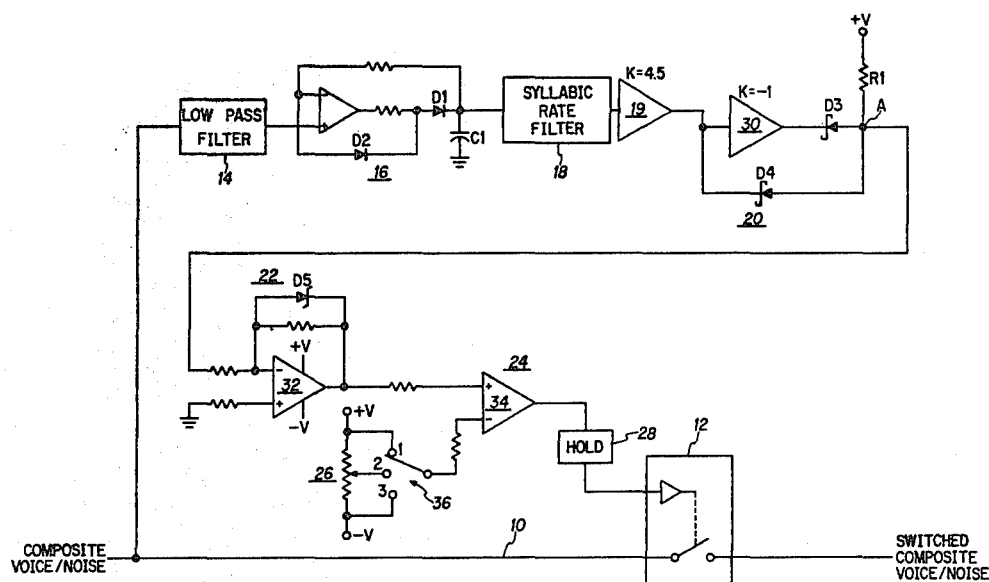 +V
R1
K=4.5
K=-1
D3
A
LOW PASS
FILTER
14
D1
D2
C1
16
SYLLABIC
RATE
FILTER
18
19
30
D4
20
22
D5
+V
-
32
+
-V
24
+
34
-
+V
26
1
2
3
36
-V
HOLD
28
12
COMPOSITE
VOICE/NOISE
10
SWITCHED
COMPOSITE
VOICE/NOISE